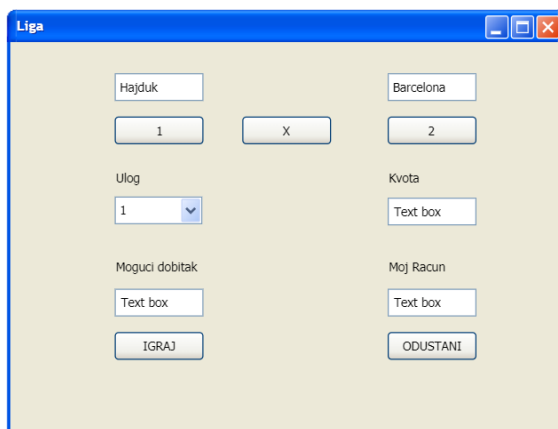 Liga
Hajduk Barcelona
1 X 2
Ulog Kvota
1 Text box
Moguci dobitak Moj Racun
Text box Text box
IGRAJ ODUSTANI